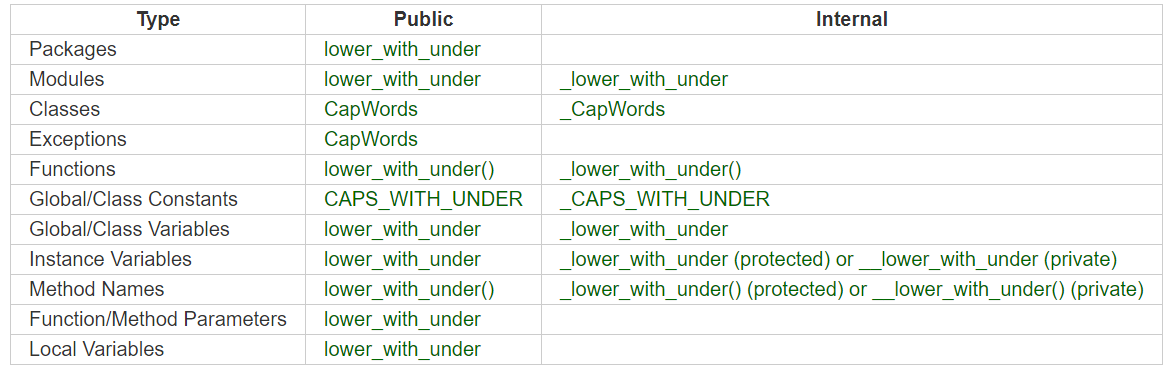 Type Public Internal
Packages lower_with_under
Modules lower_with_under _lower_with_under
Classes CapWords _CapWords
Exceptions CapWords
Functions lower_with_under() _lower_with_under()
Global/Class Constants CAPS_WITH_UNDER _CAPS_WITH_UNDER
Global/Class Variables lower_with_under _lower_with_under
Instance Variables lower_with_under _lower_with_under (protected) or __lower_with_under (private)
Method Names lower_with_under() _lower_with_under() (protected) or __lower_with_under() (private)
Function/Method Parameters lower_with_under
Local Variables lower_with_under